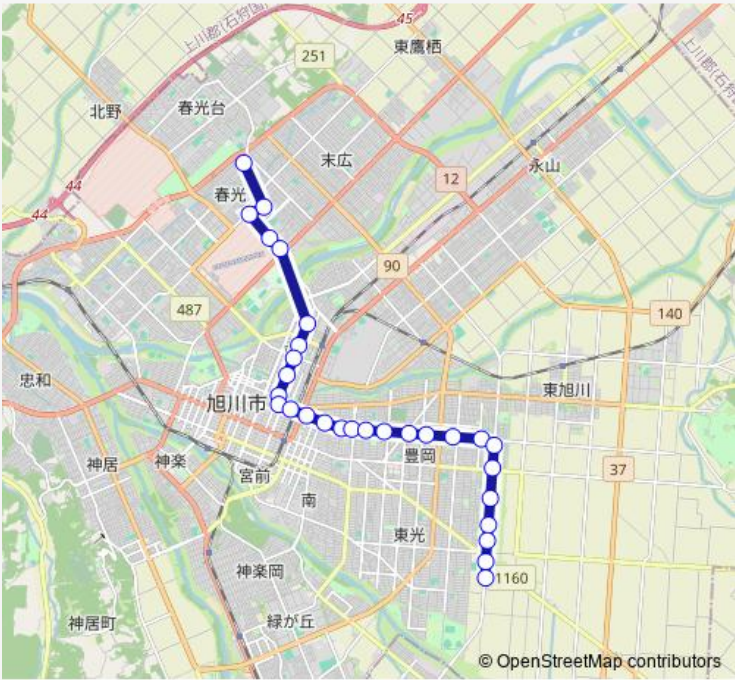 45
上川郡(石狩国)
東鷹栖
251
上川郡(石狩国)
北野
春光台
末広
永山
12
44
春光
44
90
487
140
忠和
旭川市
東旭川
神居
神楽
宮前
豊岡
37
南
東光
神楽岡
1160
神居町
緑が丘
© OpenStreetMap contributors